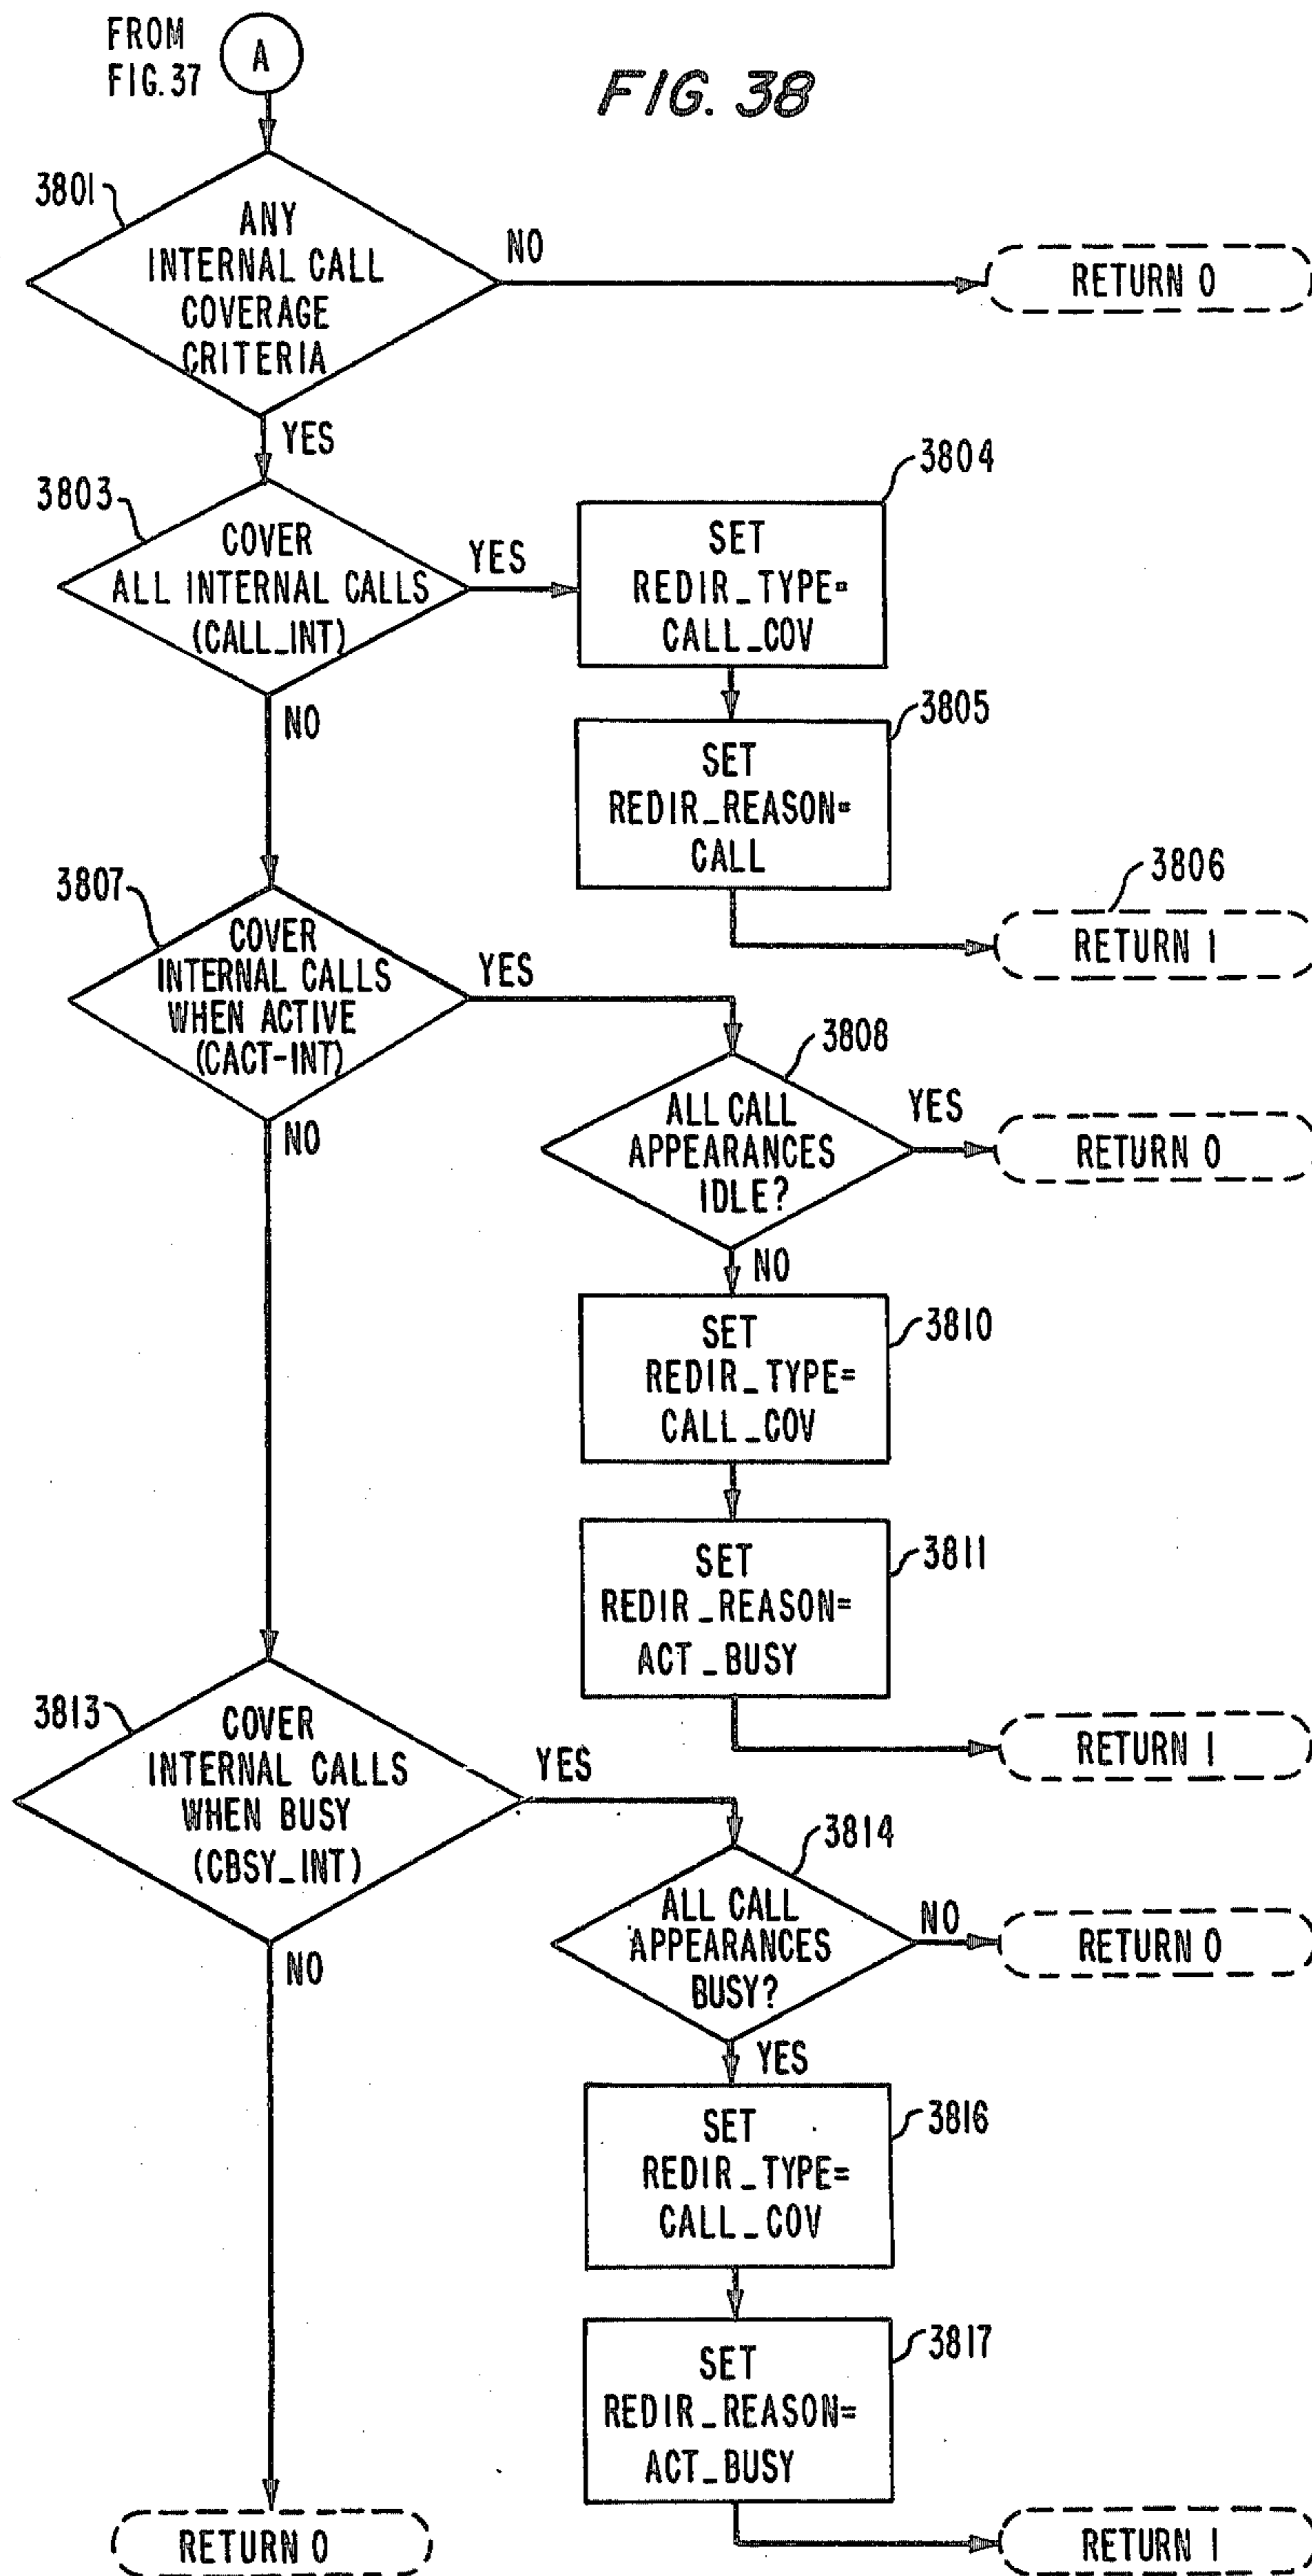 FROM
FIG. 37
A
FIG. 38
3801
ANY
INTERNAL CALL
COVERAGE
CRITERIA
NO
RETURN 0
YES
3803
COVER
ALL INTERNAL CALLS
(CALL_INT)
YES
3804
SET
REDIR_TYPE=
CALL_COV
3805
SET
REDIR_REASON=
CALL
NO
3806
RETURN 1
3807
COVER
INTERNAL CALLS
WHEN ACTIVE
(CACT-INT)
YES
3808
ALL CALL
APPEARANCES
IDLE?
YES
RETURN 0
NO
NO
3810
SET
REDIR_TYPE=
CALL_COV
3811
SET
REDIR_REASON=
ACT_BUSY
RETURN 1
3813
COVER
INTERNAL CALLS
WHEN BUSY
(CBSY_INT)
YES
3814
ALL CALL
APPEARANCES
BUSY?
NO
RETURN 0
NO
YES
3816
SET
REDIR_TYPE=
CALL_COV
3817
SET
REDIR_REASON=
ACT_BUSY
RETURN 0
RETURN 1